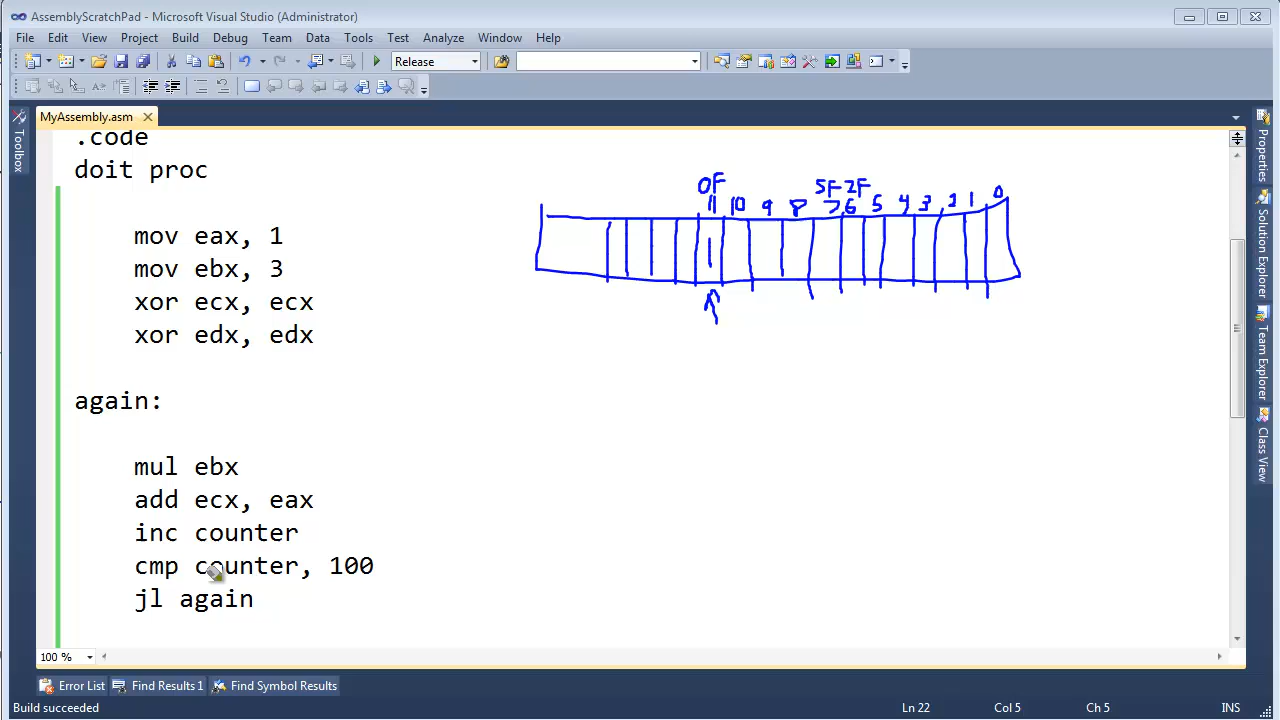 AssemblyScratchPad - Microsoft Visual Studio (Administrator)
File Edit View Project Build Debug Team Data Tools Test Analyze Window Help
Release
MyAssembly.asm
Toolbox
Properties
Solution Explorer
Team Explorer
Class View
.code
doit proc
OF
SF ZF
11 10 9 8 7 6 5 4 3 2 1 0
1
mov eax, 1
mov ebx, 3
xor ecx, ecx
xor edx, edx
again:
mul ebx
add ecx, eax
inc counter
cmp counter, 100
jl again
100 %
Error List Find Results 1 Find Symbol Results
Build succeeded Ln 22 Col 5 Ch 5 INS